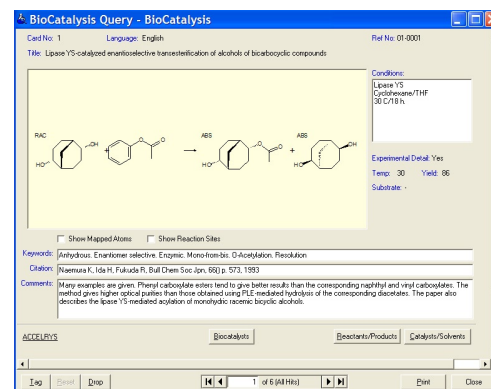 BioCatalysis Query - BioCatalysis
Card No: 1 Language: English Ref No: 01-0001
Title: Lipase YS-catalyzed enantioselective transesterification of alcohols of bicarbocyclic compounds
Conditions:
Lipase YS
Cyclohexane/THF
30 C/18 h.
RAC OH O O ABS O O ABS OH
HO + → HO + HO
Experimental Detail: Yes
Temp: 30 Yield: 86
Substrate: -
Show Mapped Atoms Show Reaction Sites
Keywords: Anhydrous. Enantiomer selective. Enzymic. Mono-from-bis. O-Acetylation. Resolution
Citation: Naemura K, Ida H, Fukuda R, Bull Chem Soc Jpn, 66() p. 573, 1993
Comments: Many examples are given. Phenyl carboxylate esters tend to give better results than the corresponding naphthyl and vinyl carboxylates. The
method gives higher optical purities than those obtained using PLE-mediated hydrolysis of the corresponding diacetates. The paper also
describes the lipase YS-mediated acylation of monohydric racemic bicyclic alcohols.
ACCELRYS Biocatalysts Reactants/Products Catalysts/Solvents
Tag Reset Drop 1 of 6 (All Hits) Print Close